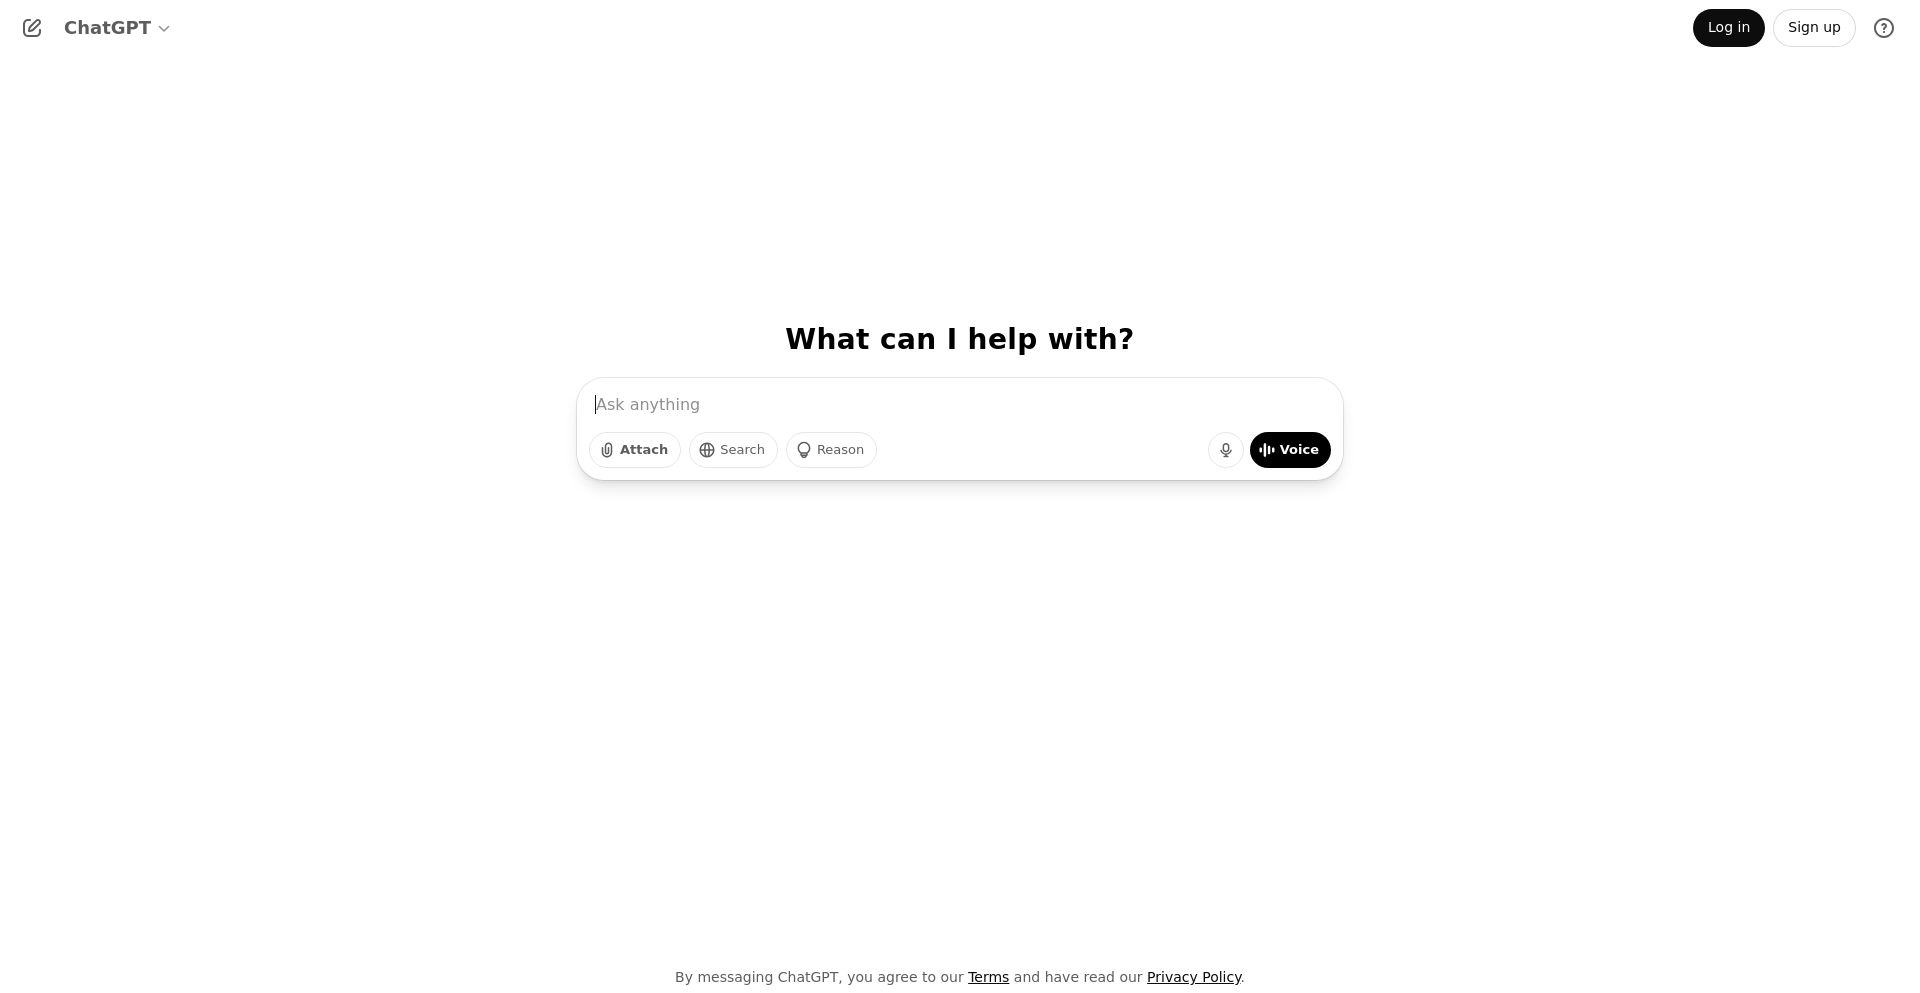 ChatGPT
Log in
Sign up
What can I help with?
Ask anything
Attach
Search
Reason
Voice
By messaging ChatGPT, you agree to our Terms and have read our Privacy Policy.